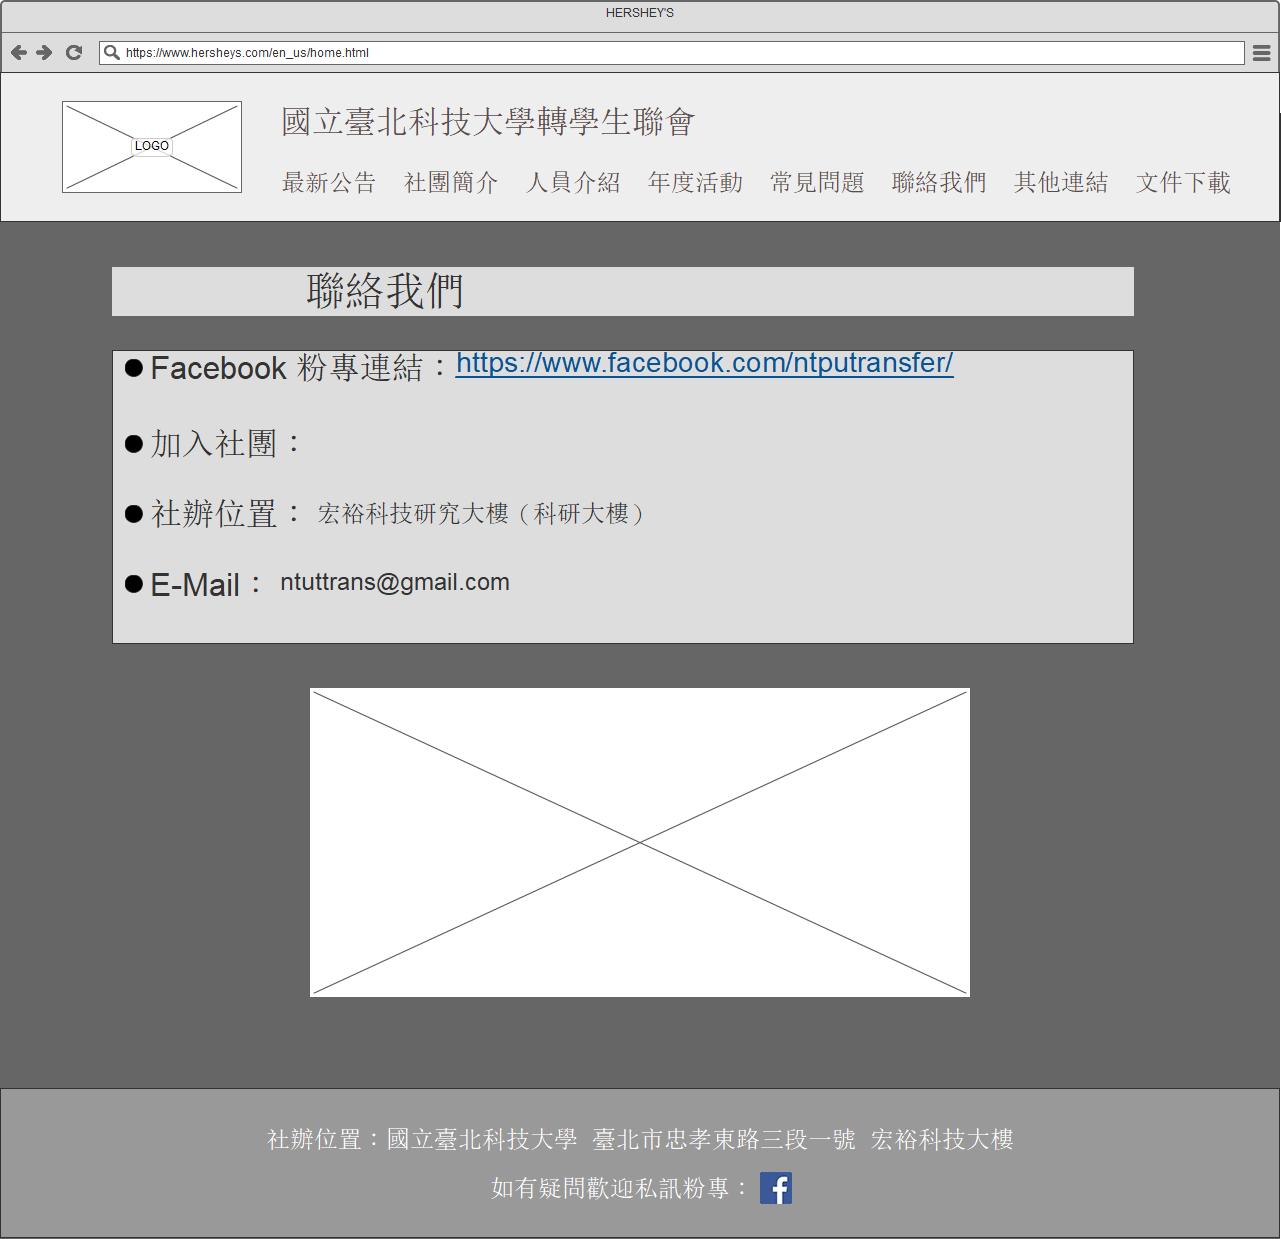 HERSHEY'S
https://www.hersheys.com/en_us/home.html
LOGO
國立臺北科技大學轉學生聯會
最新公告 社團簡介 人員介紹 年度活動 常見問題 聯絡我們 其他連結 文件下載
聯絡我們
Facebook 粉專連結：https://www.facebook.com/ntputransfer/
加入社團：
社辦位置： 宏裕科技研究大樓（科研大樓）
E-Mail： ntuttrans@gmail.com
社辦位置：國立臺北科技大學 臺北市忠孝東路三段一號 宏裕科技大樓
如有疑問歡迎私訊粉專：